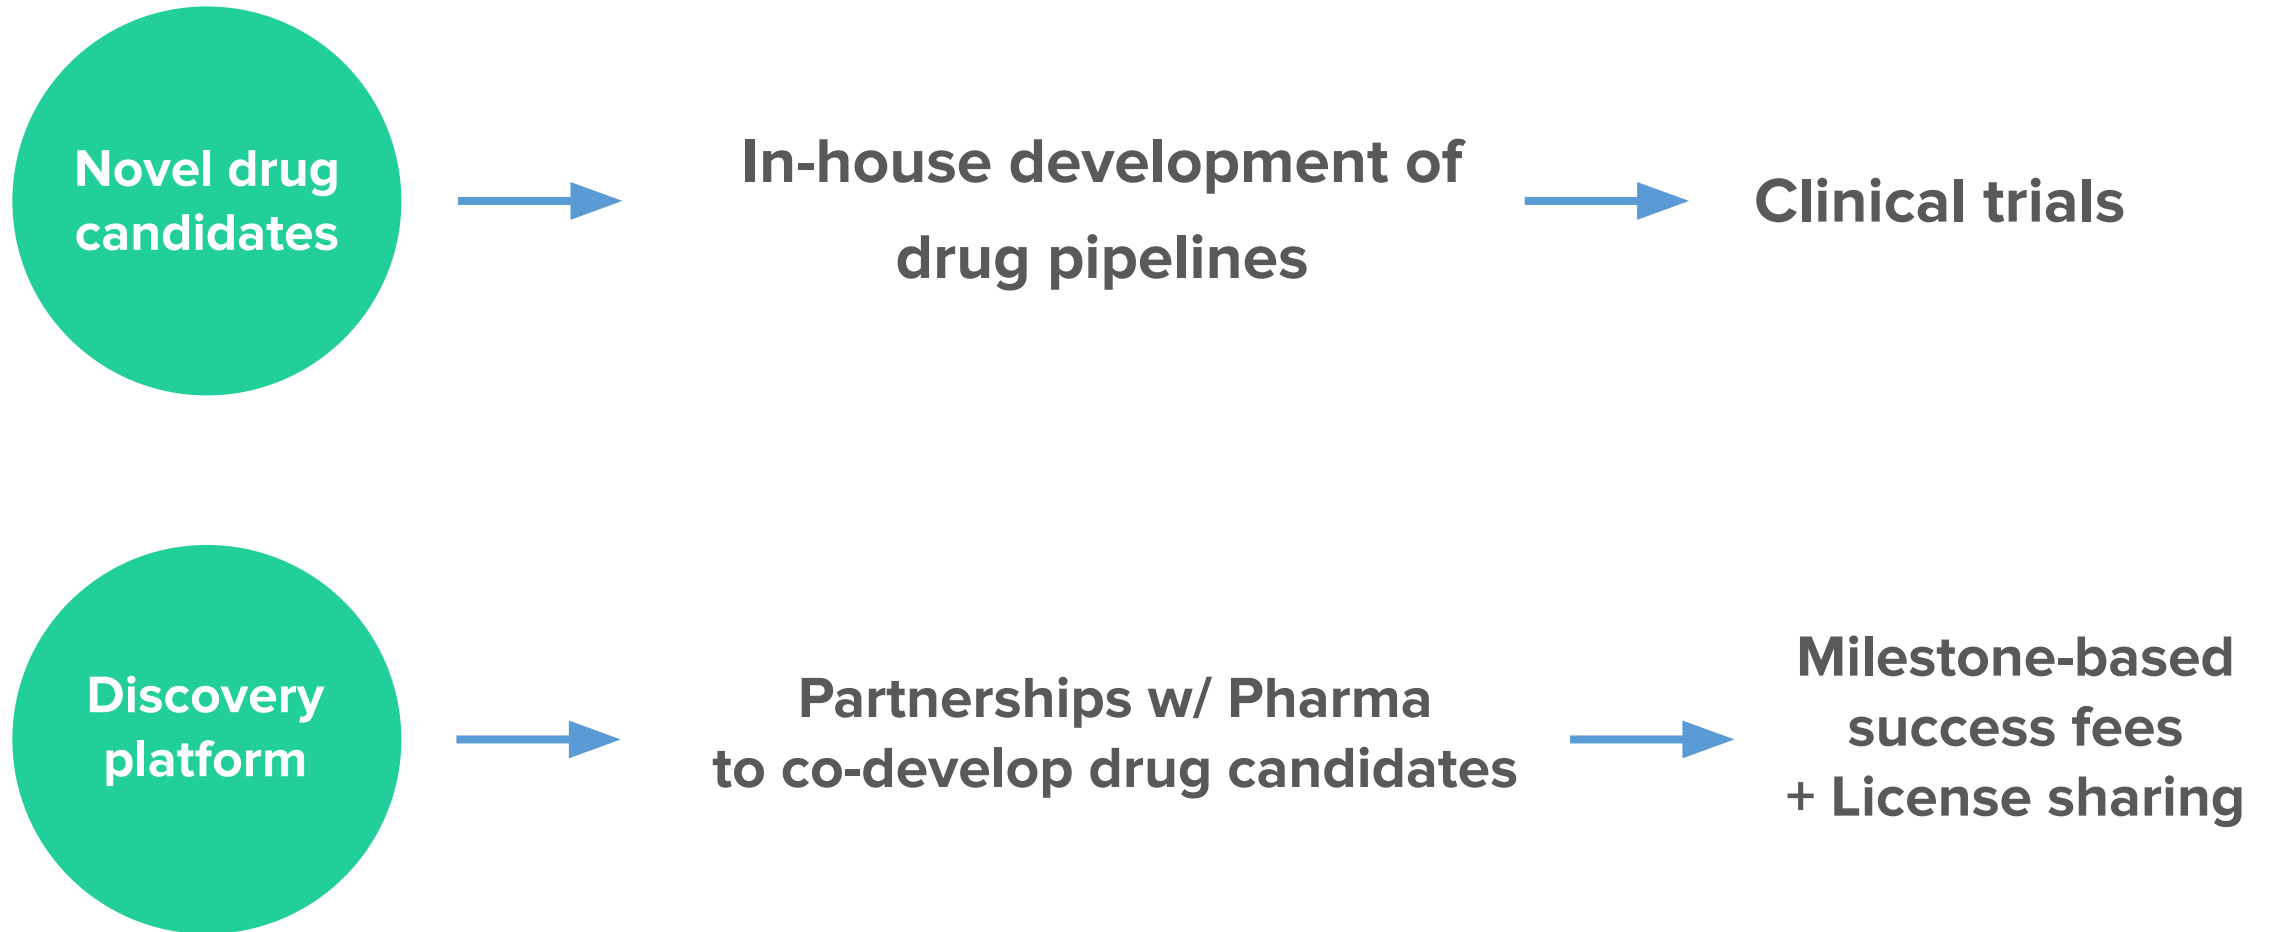 Novel drug
candidates
In-house development of
drug pipelines
Clinical trials
Discovery
platform
Partnerships w/ Pharma
to co-develop drug candidates
Milestone-based
success fees
+ License sharing